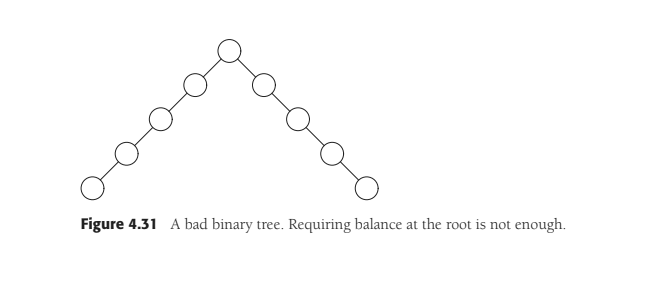 Figure 4.31 A bad binary tree. Requiring balance at the root is not enough.